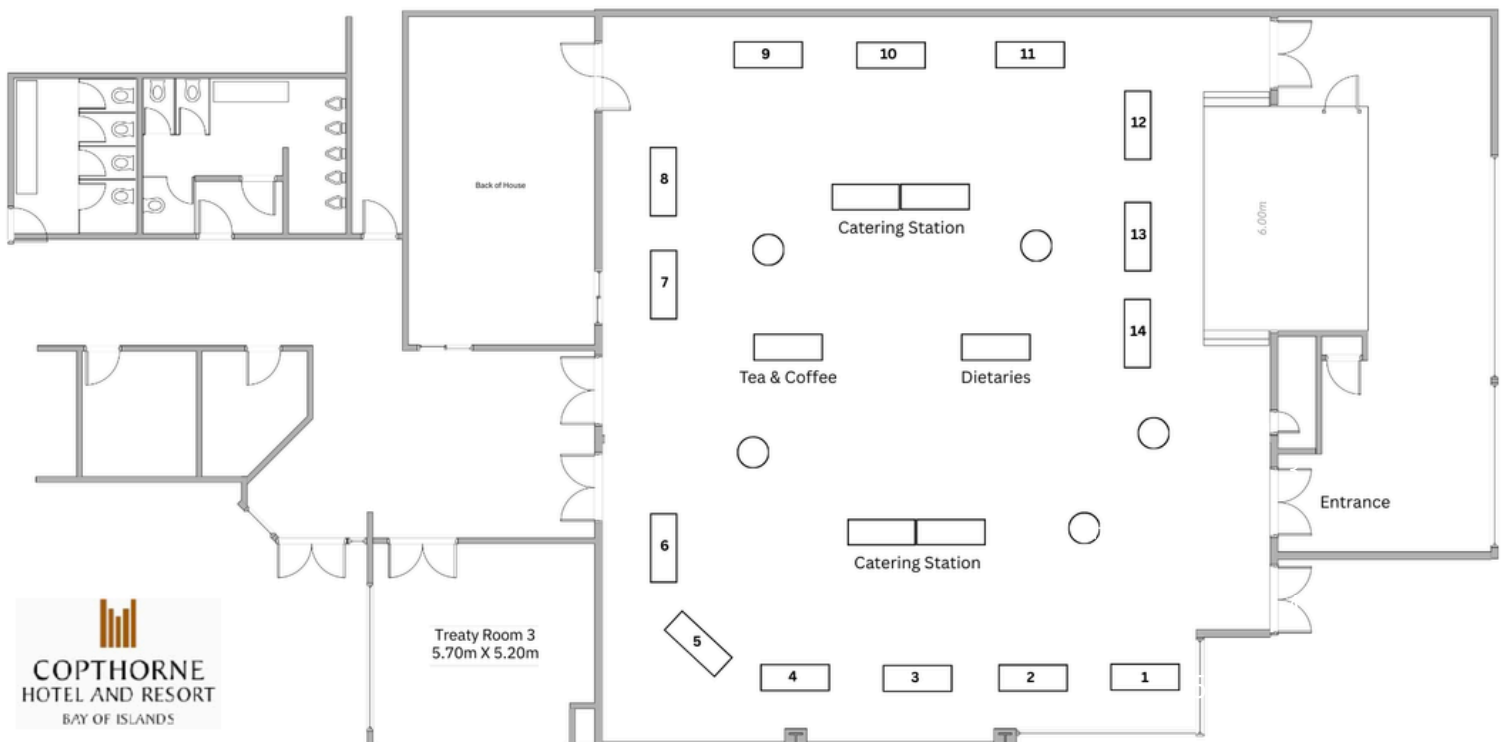 9
10
11
12
8
Back of House
Catering Station
13
6.00m
7
14
Tea & Coffee
Dietaries
Entrance
6
Catering Station
Treaty Room 3
5.70m X 5.20m
5
4
3
2
1
COPTHORNE
HOTEL AND RESORT
BAY OF ISLANDS